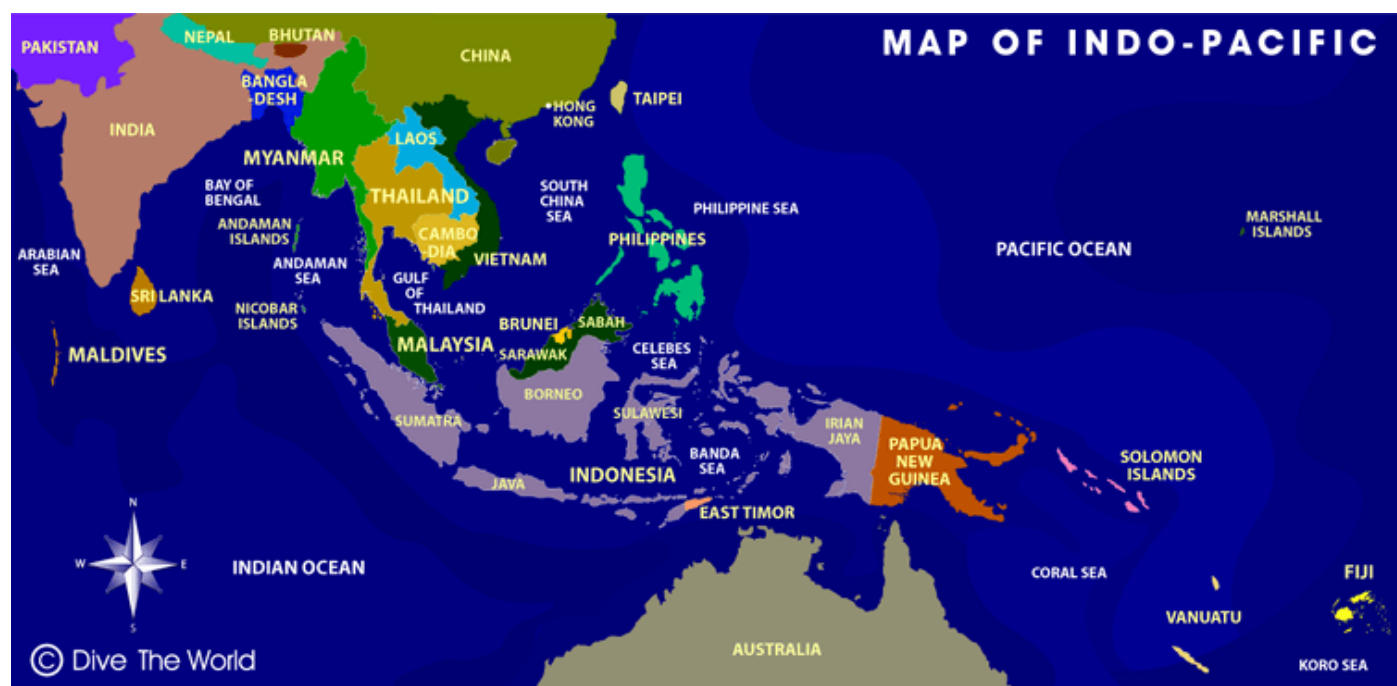 MAP OF INDO-PACIFIC
PAKISTAN
NEPAL
BHUTAN
CHINA
BANGLA
-DESH
INDIA
HONG
KONG
TAIPEI
MYANMAR
LAOS
THAILAND
BAY OF
BENGAL
SOUTH
CHINA
SEA
PHILIPPINE SEA
MARSHALL
ISLANDS
ANDAMAN
ISLANDS
CAMBO
DIA
PHILIPPINES
PACIFIC OCEAN
ARABIAN
SEA
ANDAMAN
SEA
VIETNAM
GULF
OF
THAILAND
SRI LANKA
NICOBAR
ISLANDS
BRUNEI
SABAH
MALDIVES
MALAYSIA
SARAWAK
CELEBES
SEA
BORNEO
SUMATRA
SULAWESI
IRIAN
JAYA
PAPUA
NEW
GUINEA
BANDA
SEA
SOLOMON
ISLANDS
INDONESIA
JAVA
EAST TIMOR
N
W
E
S
INDIAN OCEAN
CORAL SEA
FIJI
VANUATU
AUSTRALIA
KORO SEA
© Dive The World